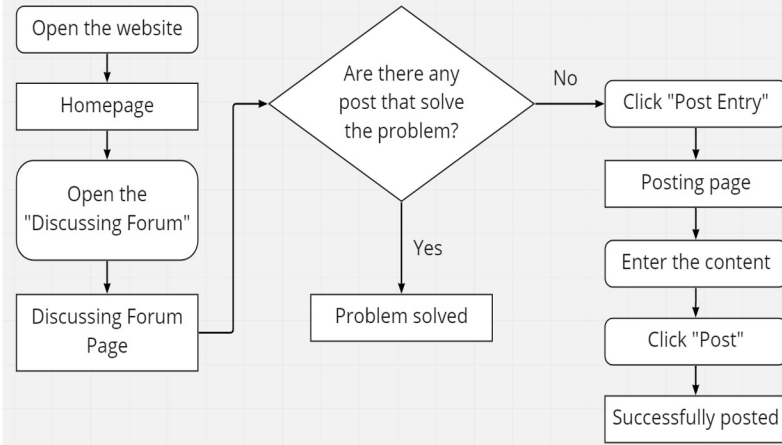 Open the website
Homepage
Open the
"Discussing Forum"
Discussing Forum
Page
Are there any
post that solve
the problem?
Yes
Problem solved
No
Click "Post Entry"
Posting page
Enter the content
Click "Post"
Successfully posted